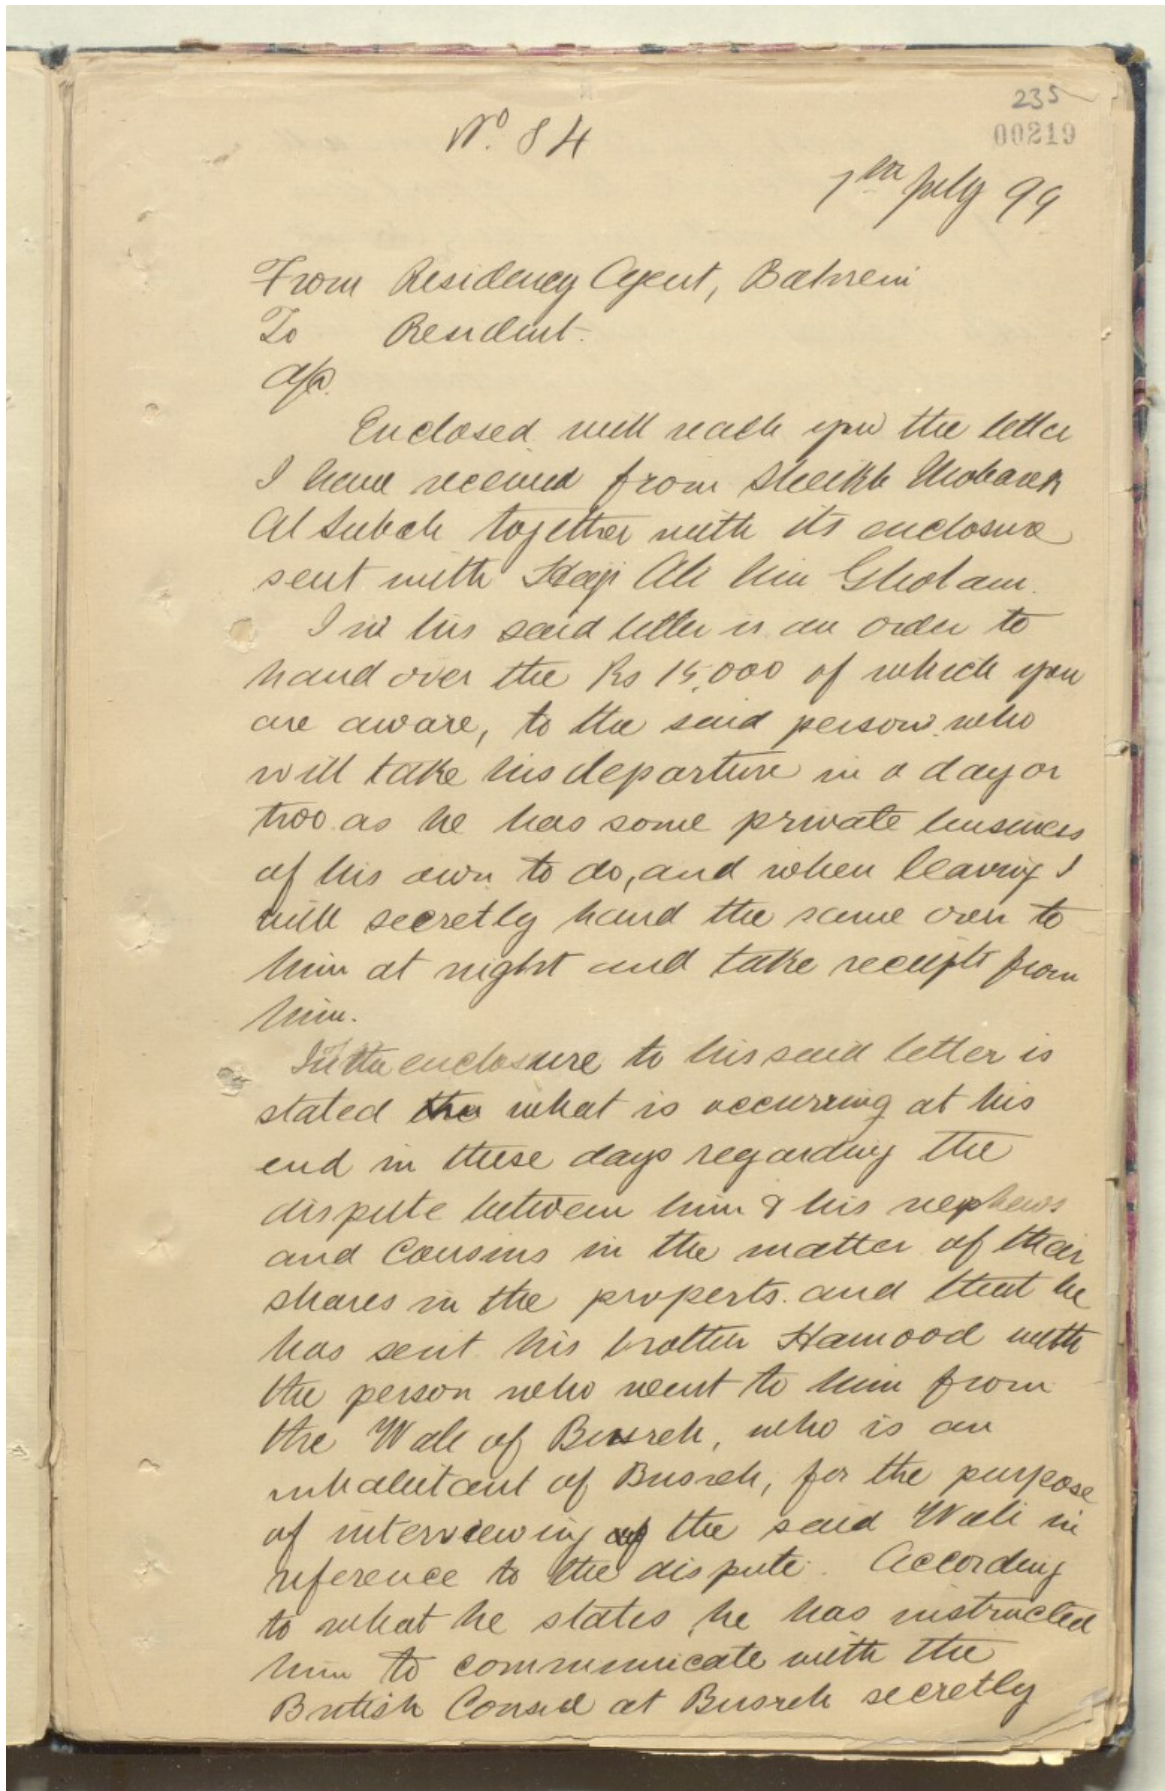 235
00219
No. 84
7th July 99
From Residency Agent, Bahrein
To Resident.
A/C.
Enclosed will reach you the letter
I have received from Sheikh Mobarek
Al Subah together with its enclosure
sent with Haji Ali bin Gholam.
In his said letter is an order to
hand over the Rs 15,000 of which you
are aware, to the said person who
will take his departure in a day or
two as he has some private business
of his own to do, and when leaving I
will secretly hand the same over to
him at night and take receipts from
him.
In the enclosure to his said letter is
stated what is occurring at his
end in these days regarding the
dispute between him & his nephews
and Cousins in the matter of their
shares in the property. and that he
has sent his brother Hamood with
the person who went to him from
the Wali of Busreh, who is an
inhabitant of Busreh, for the purpose
of interviewing the said Wali in
reference to the dispute. According
to what he states he has instructed
him to communicate with the
British Consul at Busreh secretly